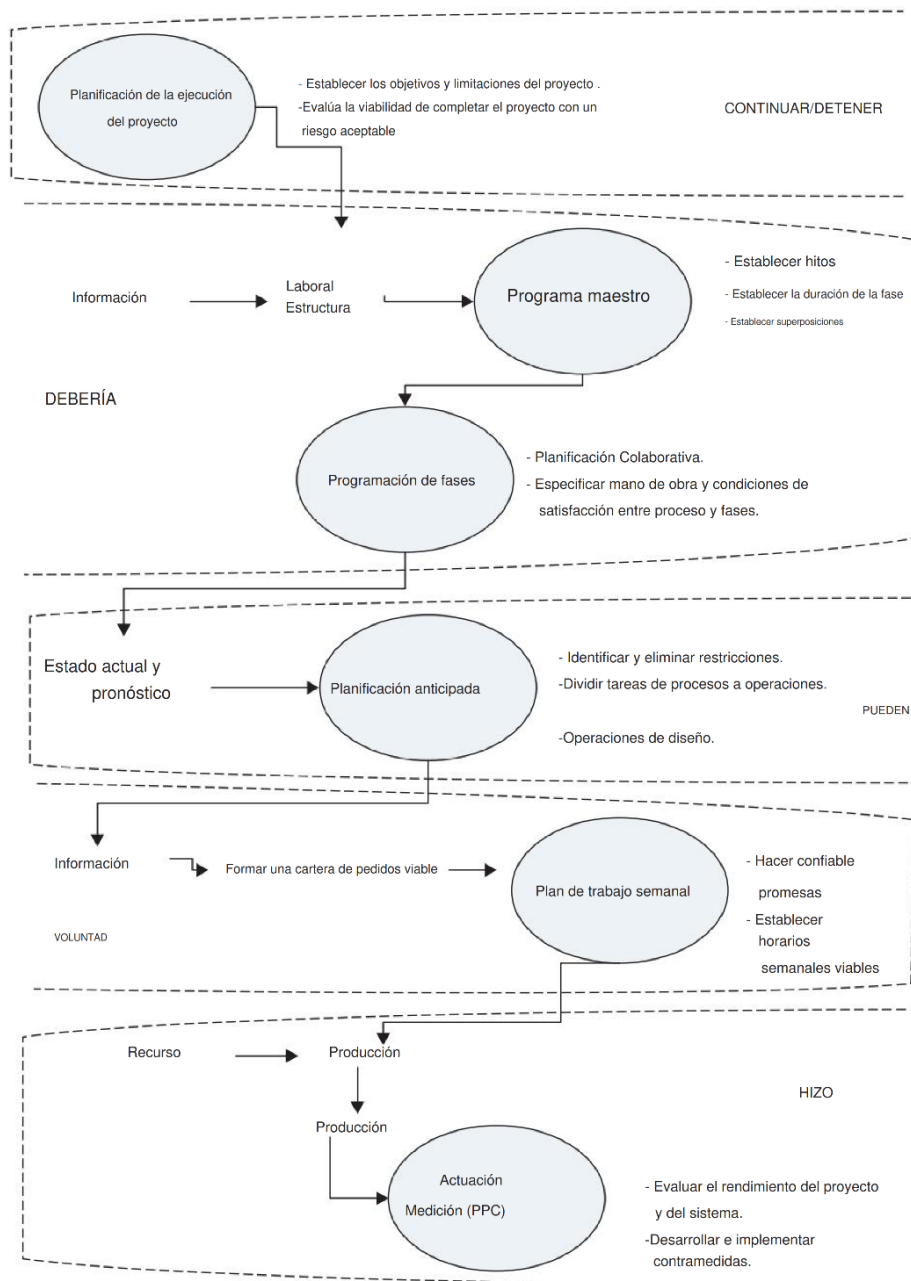 Planificación de la ejecución
del proyecto
- Establecer los objetivos y limitaciones del proyecto .
-Evalúa la viabilidad de completar el proyecto con un
riesgo aceptable
CONTINUAR/DETENER
Información
Laboral
Estructura
Programa maestro
- Establecer hitos
- Establecer la duración de la fase
- Establecer superposiciones
DEBERÍA
Programación de fases
- Planificación Colaborativa.
- Especificar mano de obra y condiciones de
satisfacción entre proceso y fases.
Estado actual y
pronóstico
Planificación anticipada
- Identificar y eliminar restricciones.
-Dividir tareas de procesos a operaciones.
-Operaciones de diseño.
PUEDEN
Información
Formar una cartera de pedidos viable
Plan de trabajo semanal
- Hacer confiable
promesas
- Establecer
horarios
semanales viables
VOLUNTAD
Recurso
Producción
HIZO
Producción
Actuación
Medición (PPC)
- Evaluar el rendimiento del proyecto
y del sistema.
-Desarrollar e implementar
contramedidas.